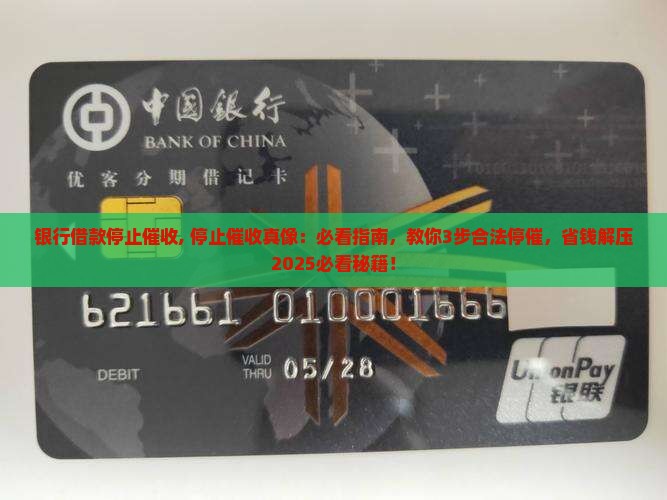 中国银行
BANK OF CHINA
优客分期借记卡
银行借款停止催收, 停止催收真像：必看指南，教你3步合法停催，省钱解压
2025必看秘籍！
621661 010001666
DEBIT
VALID
THRU
05/28
UnionPay
银联